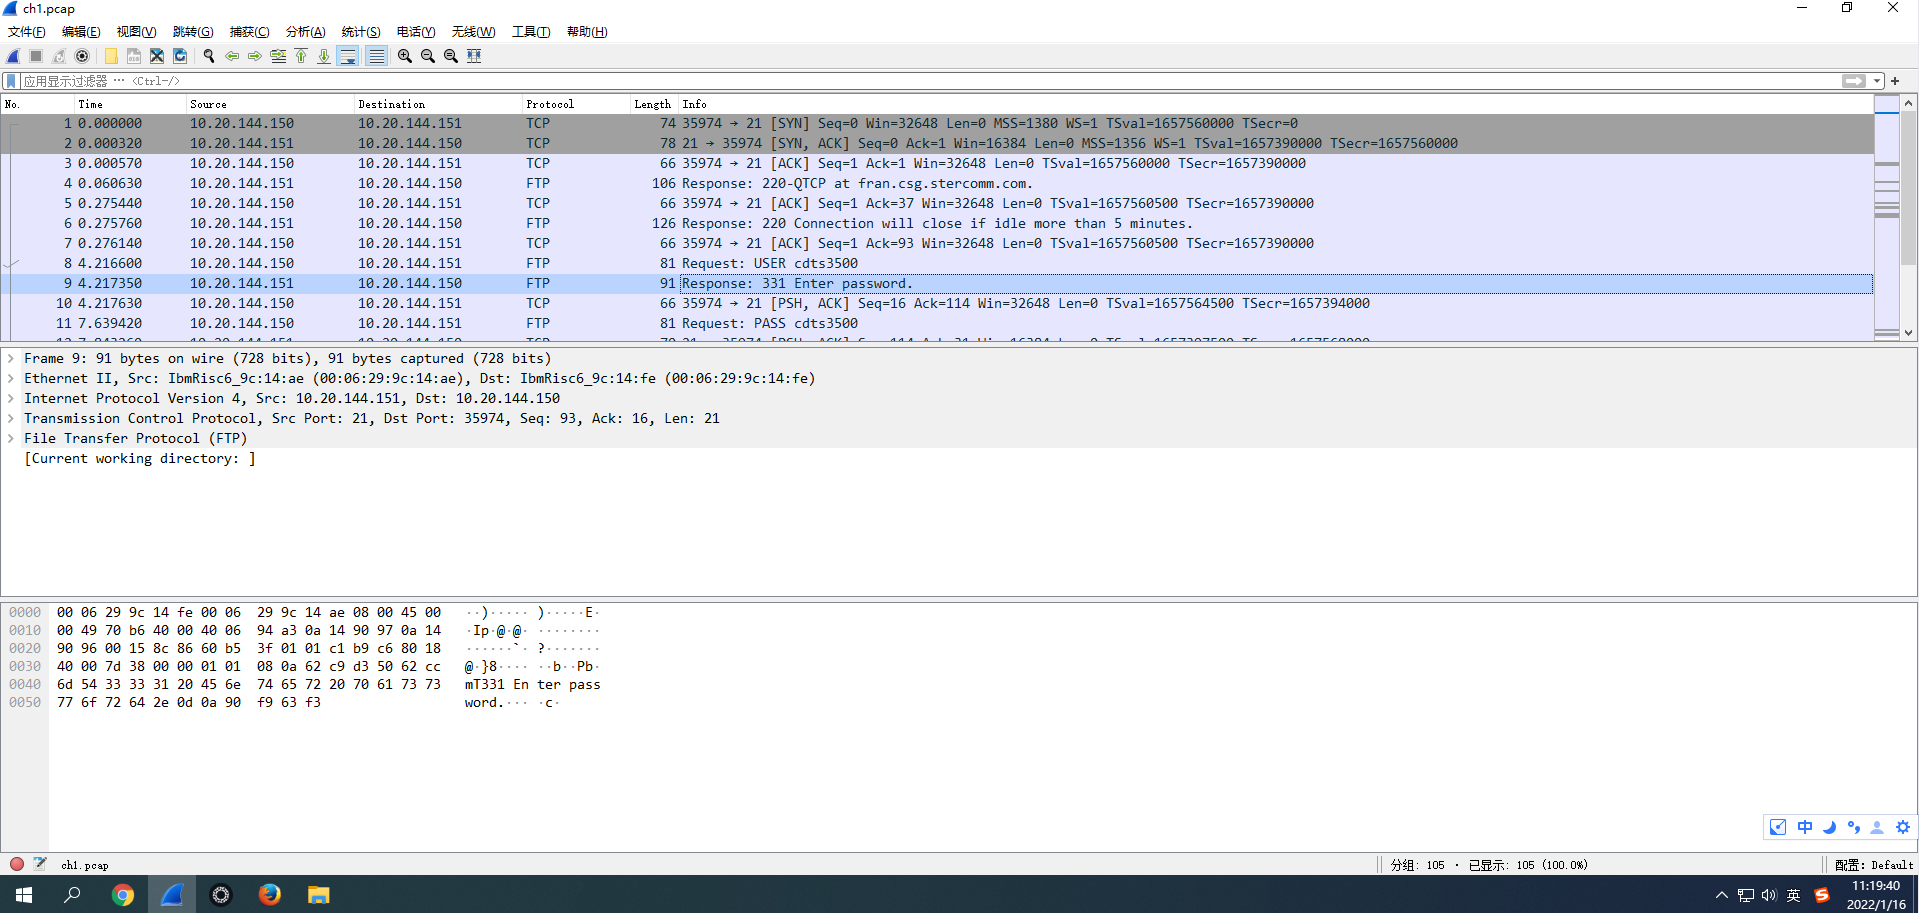 ch1.pcap
文件(F) 编辑(E) 视图(V) 跳转(G) 捕获(C) 分析(A) 统计(S) 电话(Y) 无线(W) 工具(T) 帮助(H)
应用显示过滤器 … <Ctrl-/>
No. Time Source Destination Protocol Length Info
1 0.000000 10.20.144.150 10.20.144.151 TCP 74 35974 → 21 [SYN] Seq=0 Win=32648 Len=0 MSS=1380 WS=1 TSval=1657560000 TSecr=0
2 0.000320 10.20.144.151 10.20.144.150 TCP 78 21 → 35974 [SYN, ACK] Seq=0 Ack=1 Win=16384 Len=0 MSS=1356 WS=1 TSval=1657390000 TSecr=1657560000
3 0.000570 10.20.144.150 10.20.144.151 TCP 66 35974 → 21 [ACK] Seq=1 Ack=1 Win=32648 Len=0 TSval=1657560000 TSecr=1657390000
4 0.060630 10.20.144.151 10.20.144.150 FTP 106 Response: 220-QTCP at fran.csg.stercomm.com.
5 0.275440 10.20.144.150 10.20.144.151 TCP 66 35974 → 21 [ACK] Seq=1 Ack=37 Win=32648 Len=0 TSval=1657560500 TSecr=1657390000
6 0.275760 10.20.144.151 10.20.144.150 FTP 126 Response: 220 Connection will close if idle more than 5 minutes.
7 0.276140 10.20.144.150 10.20.144.151 TCP 66 35974 → 21 [ACK] Seq=1 Ack=93 Win=32648 Len=0 TSval=1657560500 TSecr=1657390000
8 4.216600 10.20.144.150 10.20.144.151 FTP 81 Request: USER cdts3500
9 4.217350 10.20.144.151 10.20.144.150 FTP 91 Response: 331 Enter password.
10 4.217630 10.20.144.150 10.20.144.151 TCP 66 35974 → 21 [PSH, ACK] Seq=16 Ack=114 Win=32648 Len=0 TSval=1657564500 TSecr=1657394000
11 7.639420 10.20.144.150 10.20.144.151 FTP 81 Request: PASS cdts3500
Frame 9: 91 bytes on wire (728 bits), 91 bytes captured (728 bits)
Ethernet II, Src: IbmRisc6_9c:14:ae (00:06:29:9c:14:ae), Dst: IbmRisc6_9c:14:fe (00:06:29:9c:14:fe)
Internet Protocol Version 4, Src: 10.20.144.151, Dst: 10.20.144.150
Transmission Control Protocol, Src Port: 21, Dst Port: 35974, Seq: 93, Ack: 16, Len: 21
File Transfer Protocol (FTP)
[Current working directory: ]
0000 00 06 29 9c 14 fe 00 06 29 9c 14 ae 08 00 45 00 ··)····· )·····E·
0010 00 49 70 b6 40 00 40 06 94 a3 0a 14 90 97 0a 14 ·Ip·@·@· ········
0020 90 96 00 15 8c 86 60 b5 3f 01 01 c1 b9 c6 80 18 ······`· ?·······
0030 40 00 7d 38 00 00 01 01 08 0a 62 c9 d3 50 62 cc @·}8···· ··b··Pb·
0040 6d 54 33 33 31 20 45 6e 74 65 72 20 70 61 73 73 mT331 En ter pass
0050 77 6f 72 64 2e 0d 0a 90 f9 63 f3 word.··· ·c·
中
ch1.pcap 分组: 105 · 已显示: 105 (100.0%) 配置: Default
英 S 11:19:40
2022/1/16